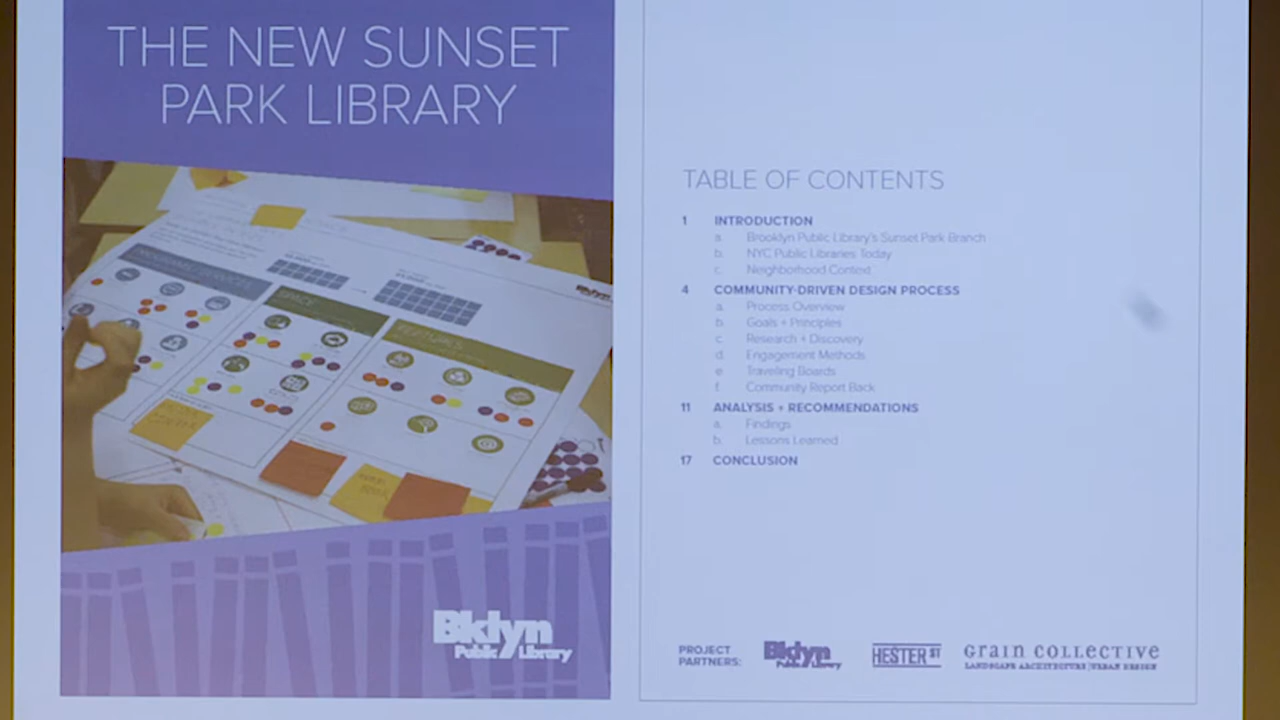 THE NEW SUNSET
PARK LIBRARY
SPACE
Bklyn
Public Library
TABLE OF CONTENTS
1 INTRODUCTION
a. Brooklyn Public Library's Sunset Park Branch
b. NYC Public Libraries Today
c. Neighborhood Context
4 COMMUNITY-DRIVEN DESIGN PROCESS
a. Process Overview
b. Goals + Principles
c. Research + Discovery
d. Engagement Methods
e. Traveling Boards
f. Community Report Back
11 ANALYSIS + RECOMMENDATIONS
a. Findings
b. Lessons Learned
17 CONCLUSION
PROJECT
PARTNERS:
Bklyn
Public Library
HESTER ST
GRAIN COLLECTIVE
LANDSCAPE ARCHITECTURE | URBAN DESIGN